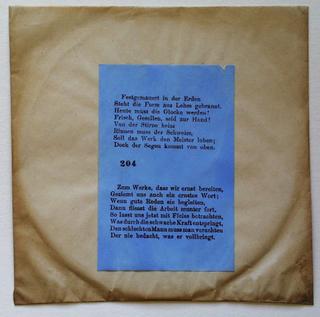 Festgemauert in der Erden
Steht die Form aus Lehm gebrannt.
Heute muss die Glocke werden!
Frisch, Gesellen, seid zur Hand!
Von der Stirne heiss
Rinnen muss der Schweiss,
Soll das Werk den Meister loben;
Doch der Segen kommt von oben.
204
Zum Werke, das wir ernst bereiten,
Geziemt uns auch ein ernstes Wort;
Wenn gute Reden sie begleiten,
Dann fliesst die Arbeit munter fort.
So lasst uns jetzt mit Fleiss betrachten,
Was durch die schwache Kraft entspringt,
Den schlechten Mann muss man verachten
Der nie bedacht, was er vollbringt.